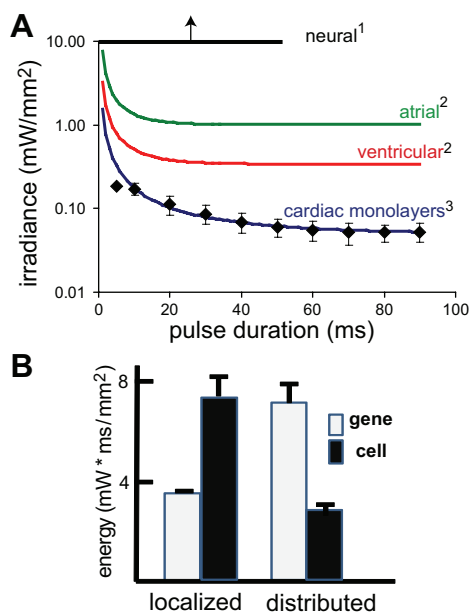 A
irradiance (mW/mm2)
10.00
1.00
0.10
0.01
neural1
atrial2
ventricular2
cardiac monolayers3
0
20
40
60
80
100
pulse duration (ms)
B
energy (mW * ms/mm2)
8
4
gene
cell
localized
distributed